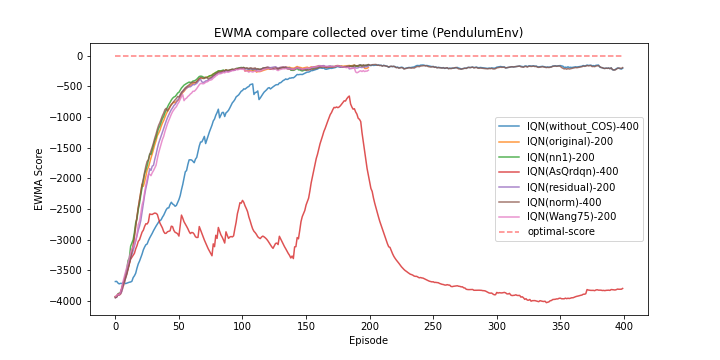 EWMA compare collected over time (PendulumEnv)
EWMA Score
0
−500
−1000
−1500
−2000
−2500
−3000
−3500
−4000
IQN(without_COS)-400
IQN(original)-200
IQN(nn1)-200
IQN(AsQrdqn)-400
IQN(residual)-200
IQN(norm)-400
IQN(Wang75)-200
optimal-score
0
50
100
150
200
250
300
350
400
Episode